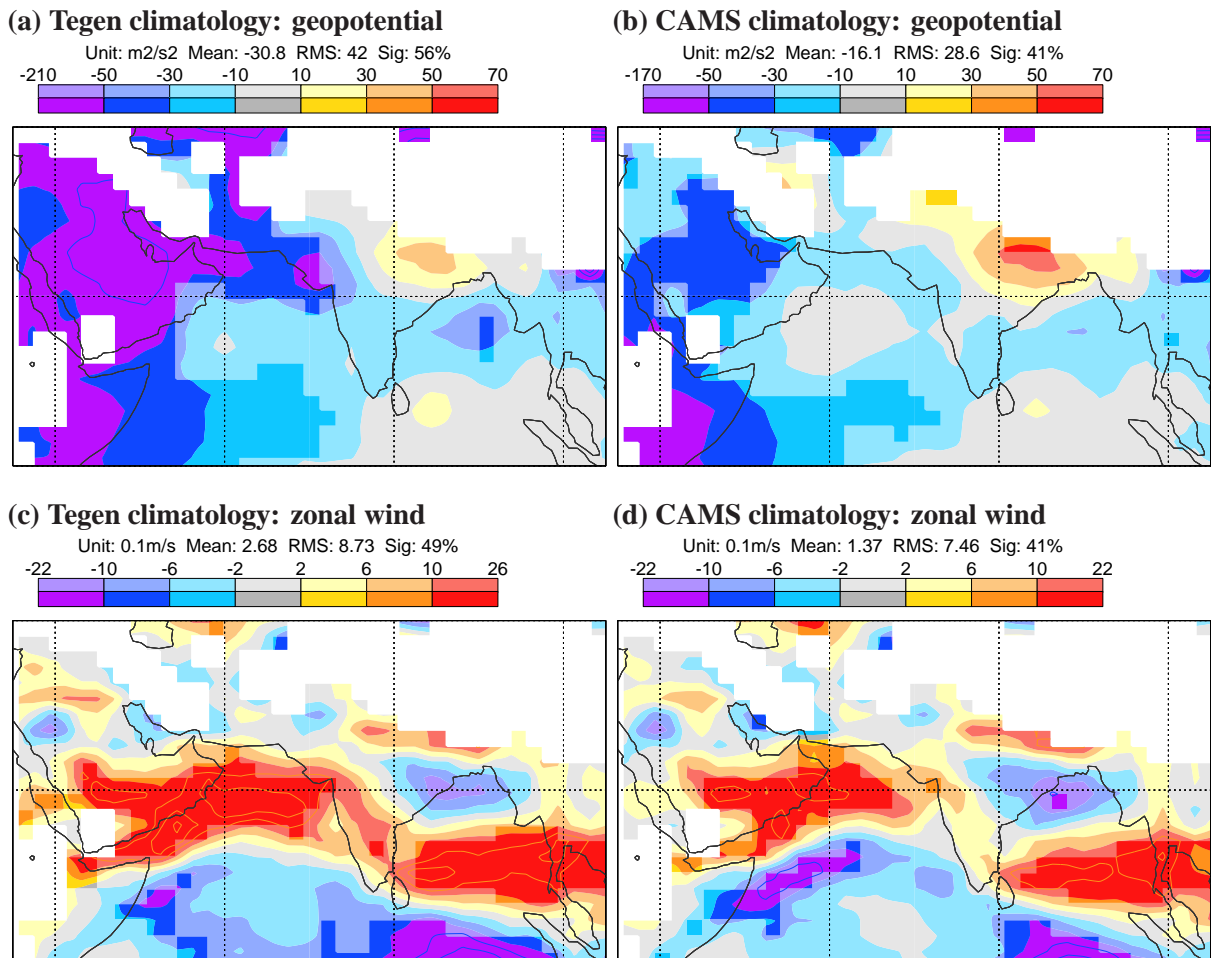 (a) Tegen climatology: geopotential
Unit: m2/s2 Mean: -30.8 RMS: 42 Sig: 56%
-210 -50 -30 -10 10 30 50 70
(b) CAMS climatology: geopotential
Unit: m2/s2 Mean: -16.1 RMS: 28.6 Sig: 41%
-170 -50 -30 -10 10 30 50 70
(c) Tegen climatology: zonal wind
Unit: 0.1m/s Mean: 2.68 RMS: 8.73 Sig: 49%
-22 -10 -6 -2 2 6 10 26
(d) CAMS climatology: zonal wind
Unit: 0.1m/s Mean: 1.37 RMS: 7.46 Sig: 41%
-22 -10 -6 -2 2 6 10 22